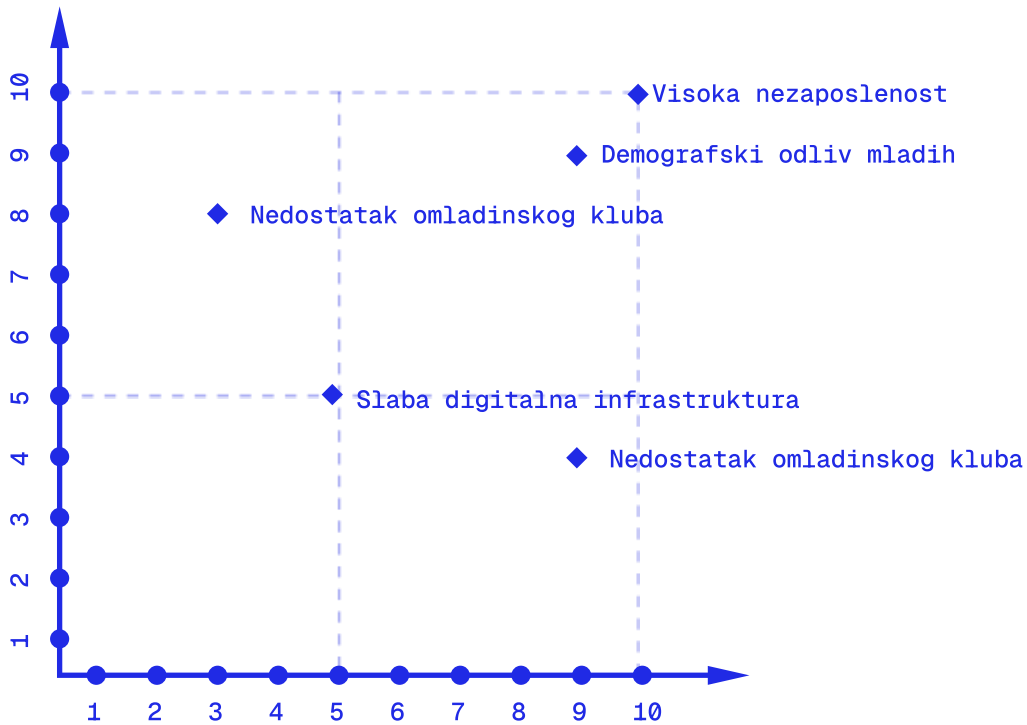 10
Visoka nezaposlenost
9
Demografski odliv mladih
8
Nedostatak omladinskog kluba
7
6
5
Slaba digitalna infrastruktura
4
Nedostatak omladinskog kluba
3
2
1
1 2 3 4 5 6 7 8 9 10